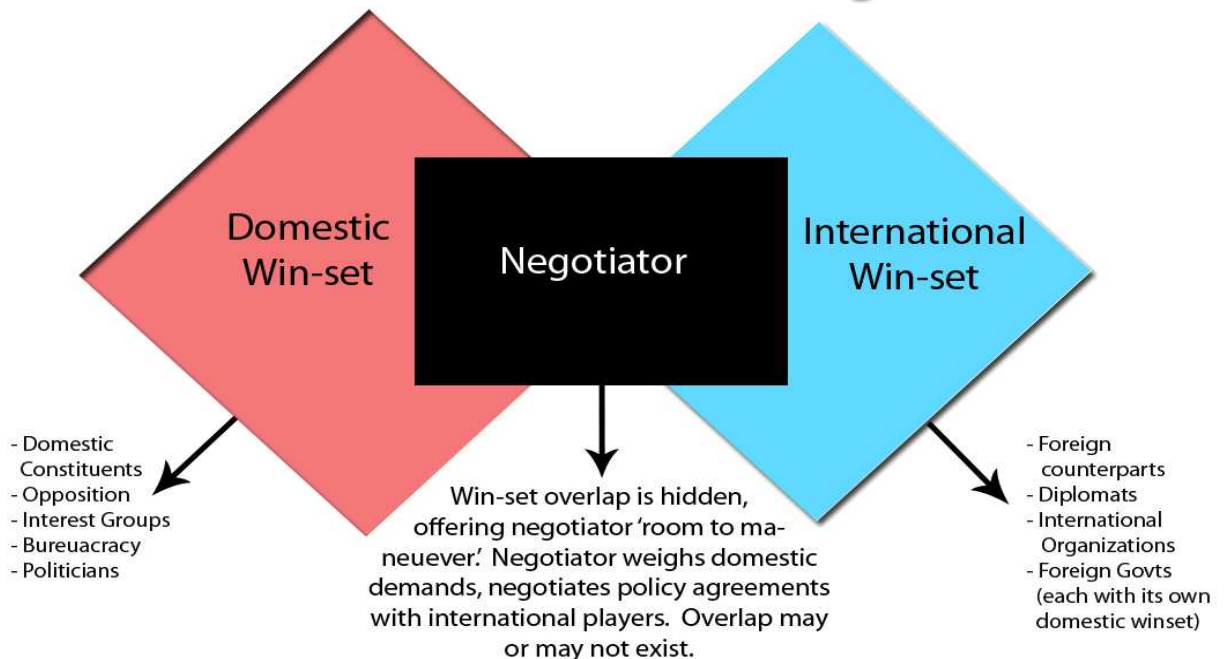 Domestic
Win-set
Negotiator
International
Win-set
- Domestic
Constituents
- Opposition
- Interest Groups
- Bureuacracy
- Politicians
Win-set overlap is hidden,
offering negotiator 'room to ma-
neuever.' Negotiator weighs domestic
demands, negotiates policy agreements
with international players. Overlap may
or may not exist.
- Foreign
counterparts
- Diplomats
- International
Organizations
- Foreign Govts
(each with its own
domestic winset)